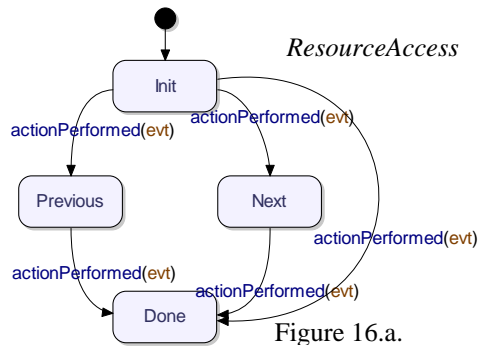 ResourceAccess
Init
actionPerformed(evt)
actionPerformed(evt)
Previous
Next
actionPerformed(evt)
actionPerformed(evt)
actionPerformed(evt)
Done
Figure 16.a.